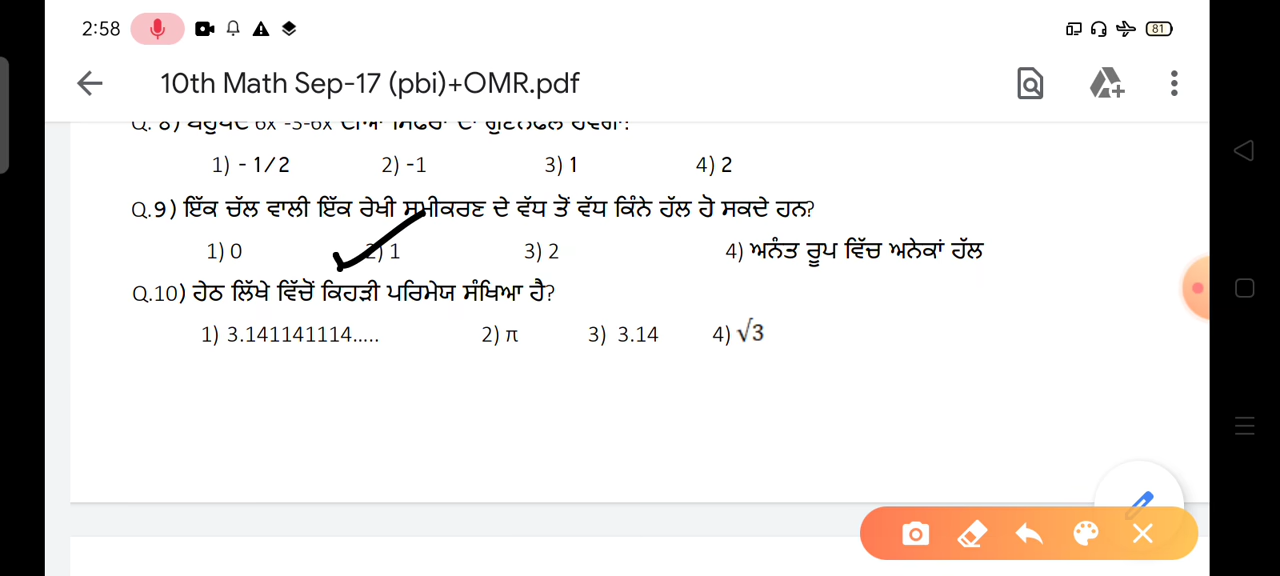 2:58 81
10th Math Sep-17 (pbi)+OMR.pdf
1) - 1/2 2) -1 3) 1 4) 2
Q.9) ਇੱਕ ਚੱਲ ਵਾਲੀ ਇੱਕ ਰੇਖੀ ਸਮੀਕਰਣ ਦੇ ਵੱਧ ਤੋਂ ਵੱਧ ਕਿੰਨੇ ਹੱਲ ਹੋ ਸਕਦੇ ਹਨ?
1) 0 2) 1 3) 2 4) ਅਨੰਤ ਰੂਪ ਵਿੱਚ ਅਨੇਕਾਂ ਹੱਲ
Q.10) ਹੇਠ ਲਿੱਖੇ ਵਿੱਚੋਂ ਕਿਹੜੀ ਪਰਿਮੇਯ ਸੰਖਿਆ ਹੈ?
1) 3.141141114..... 2) π 3) 3.14 4) √3